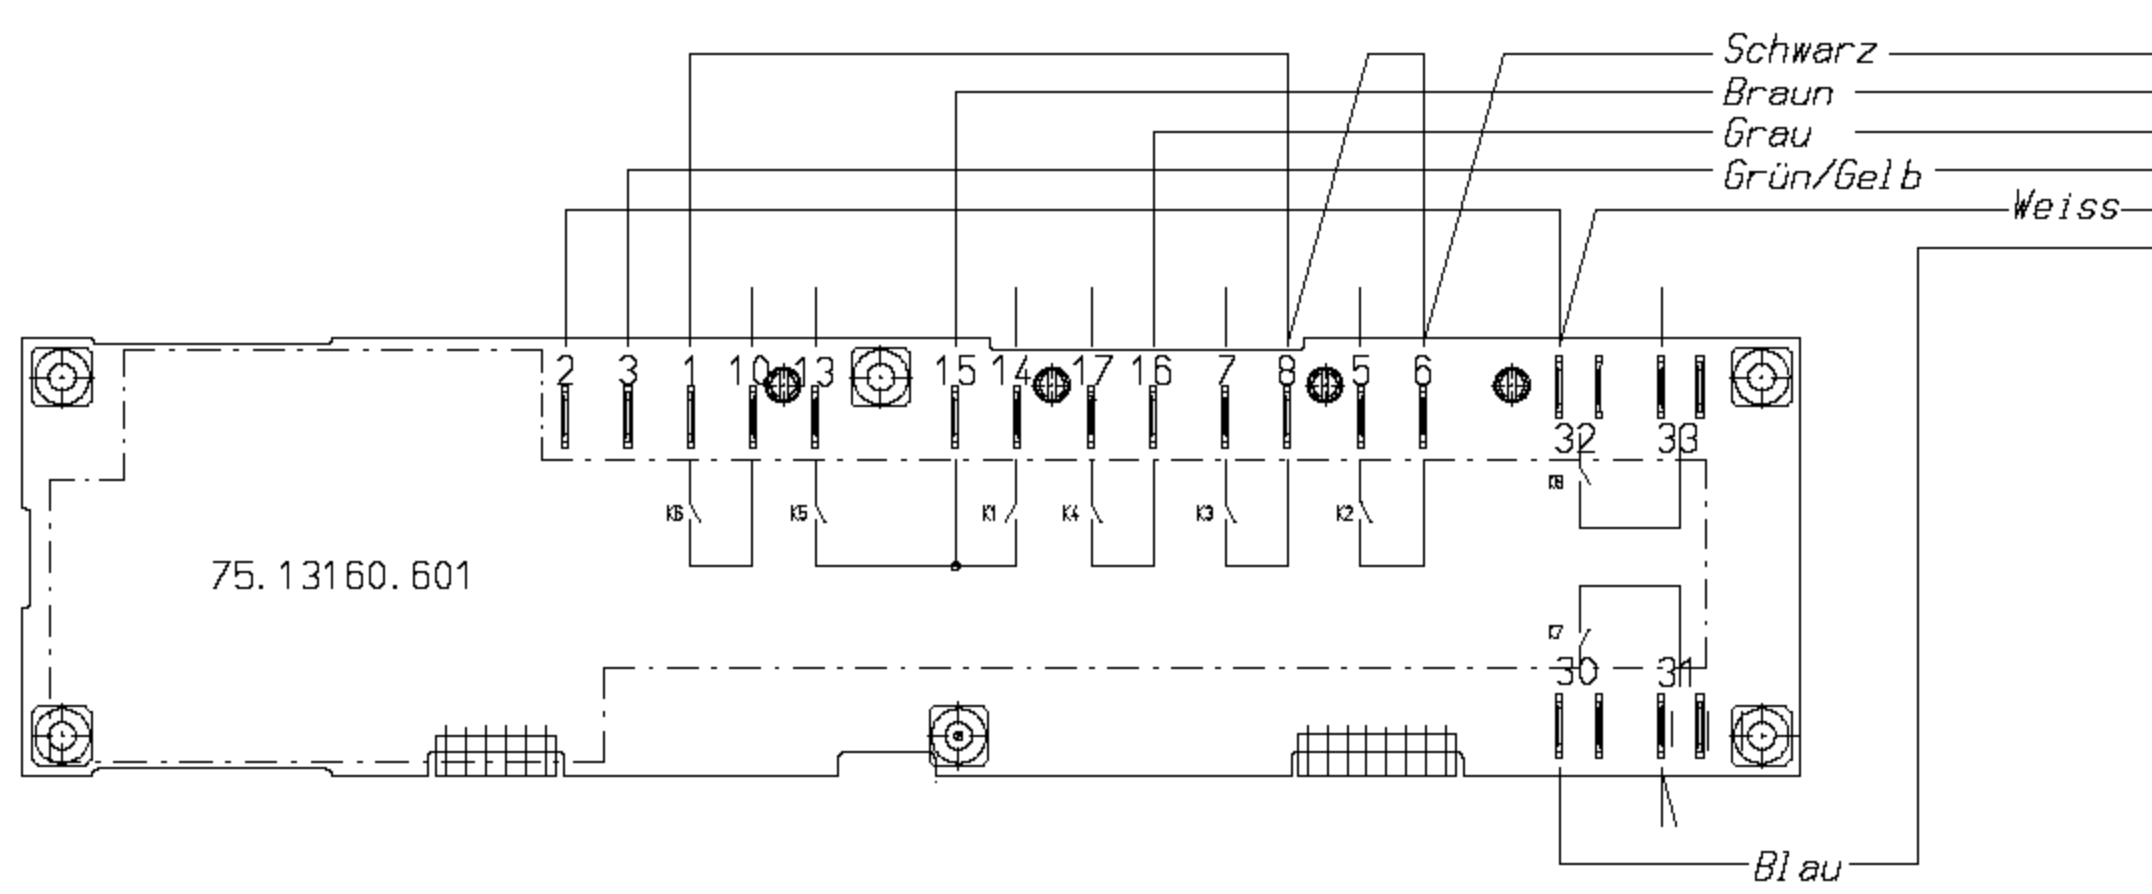 Schwarz
Braun
Grau
Grün/Gelb
Weiss
2 3 1 10 13 15 14 17 16 7 8 5 6
32 33
K6 K5 K1 K4 K3 K2
75.13160.601
K7
30 31
Blau